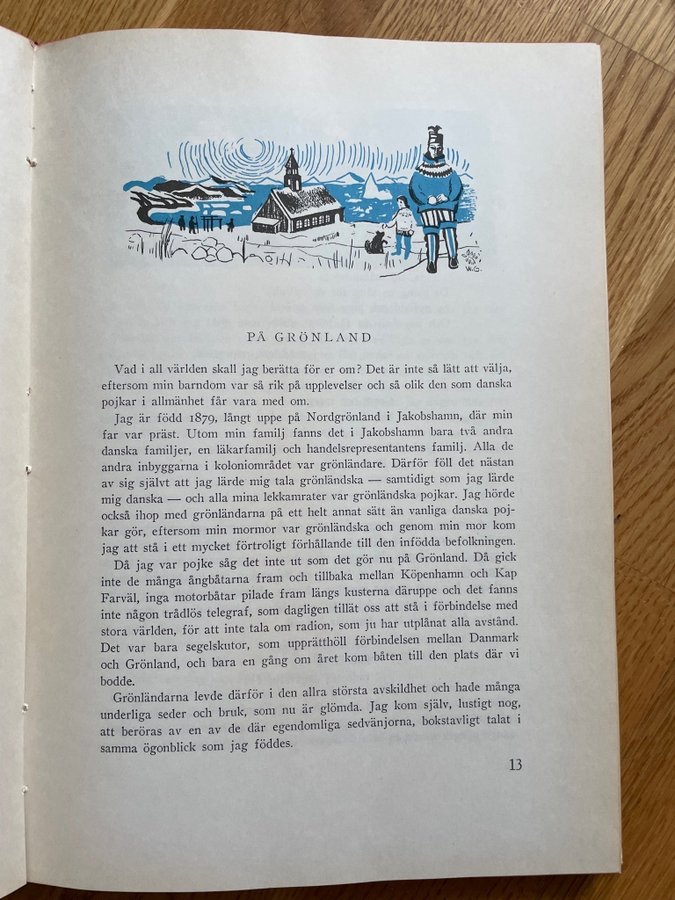 W.G.
PÅ GRÖNLAND
Vad i all världen skall jag berätta för er om? Det är inte så lätt att välja,
eftersom min barndom var så rik på upplevelser och så olik den som danska
pojkar i allmänhet får vara med om.
Jag är född 1879, långt uppe på Nordgrönland i Jakobshamn, där min
far var präst. Utom min familj fanns det i Jakobshamn bara två andra
danska familjer, en läkarfamilj och handelsrepresentantens familj. Alla de
andra inbyggarna i koloniområdet var grönländare. Därför föll det nästan
av sig självt att jag lärde mig tala grönländska — samtidigt som jag lärde
mig danska — och alla mina lekkamrater var grönländska pojkar. Jag hörde
också ihop med grönländarna på ett helt annat sätt än vanliga danska poj-
kar gör, eftersom min mormor var grönländska och genom min mor kom
jag att stå i ett mycket förtroligt förhållande till den infödda befolkningen.
Då jag var pojke såg det inte ut som det gör nu på Grönland. Då gick
inte de många ångbåtarna fram och tillbaka mellan Köpenhamn och Kap
Farväl, inga motorbåtar pilade fram längs kusterna däruppe och det fanns
inte någon trådlös telegraf, som dagligen tillät oss att stå i förbindelse med
stora världen, för att inte tala om radion, som ju har utplånat alla avstånd.
Det var bara segelskutor, som upprätthöll förbindelsen mellan Danmark
och Grönland, och bara en gång om året kom båten till den plats där vi
bodde.
Grönländarna levde därför i den allra största avskildhet och hade många
underliga seder och bruk, som nu är glömda. Jag kom själv, lustigt nog,
att beröras av en av de där egendomliga sedvänjorna, bokstavligt talat i
samma ögonblick som jag föddes.
13